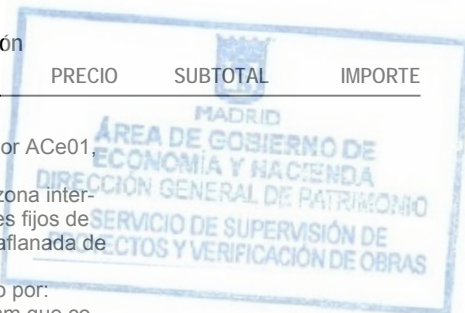 ón
PRECIO SUBTOTAL IMPORTE
MADRID
or ACe01,
ÁREA DE GOBIERNO DE
ECONOMÍA Y HACIENDA
zona inter-
DIRECCIÓN GENERAL DE PATRIMONIO
es fijos de
SERVICIO DE SUPERVISIÓN DE
aflanada de
PROYECTOS Y VERIFICACIÓN DE OBRAS
o por: